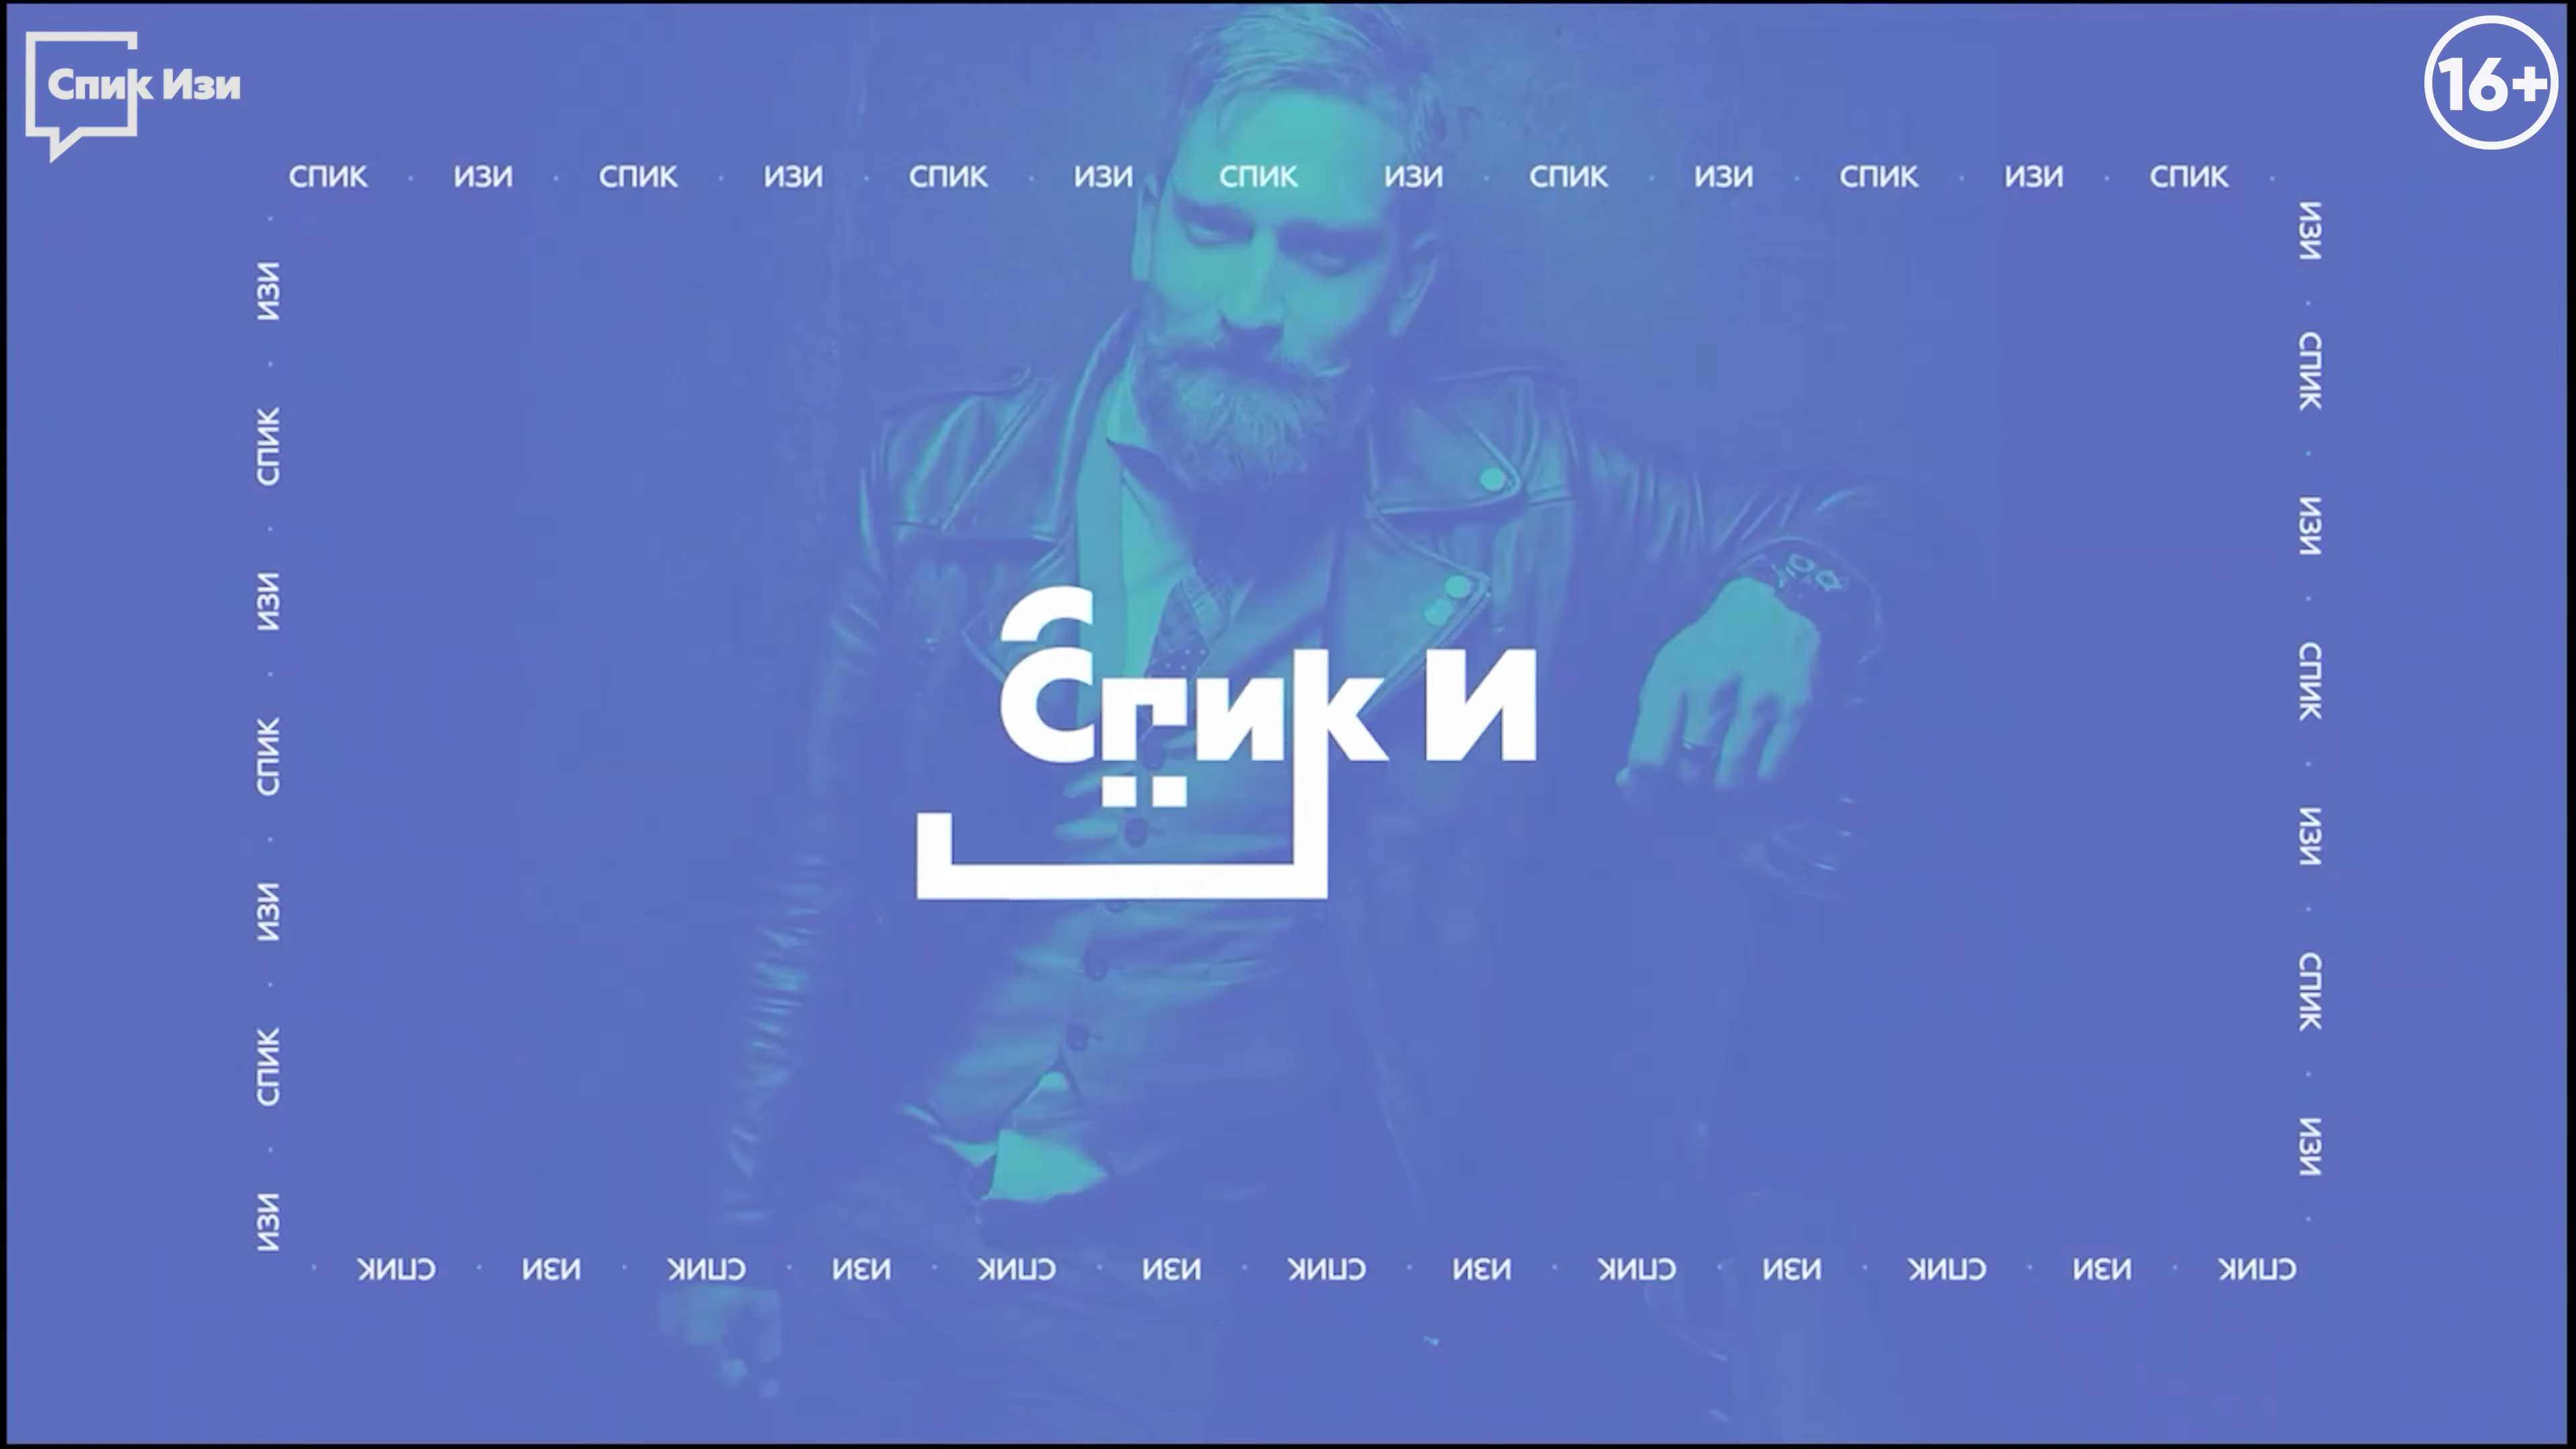 Спик Изи
16+
СПИК · ИЗИ · СПИК · ИЗИ · СПИК · ИЗИ · СПИК · ИЗИ · СПИК · ИЗИ · СПИК · ИЗИ · СПИК ·
ИЗИ · СПИК · ИЗИ · СПИК · ИЗИ · СПИК · ИЗИ ·
Спик И
СПИК · ИЗИ · СПИК · ИЗИ · СПИК · ИЗИ · СПИК · ИЗИ · СПИК · ИЗИ · СПИК · ИЗИ · СПИК ·
ИЗИ · СПИК · ИЗИ · СПИК · ИЗИ · СПИК · ИЗИ ·